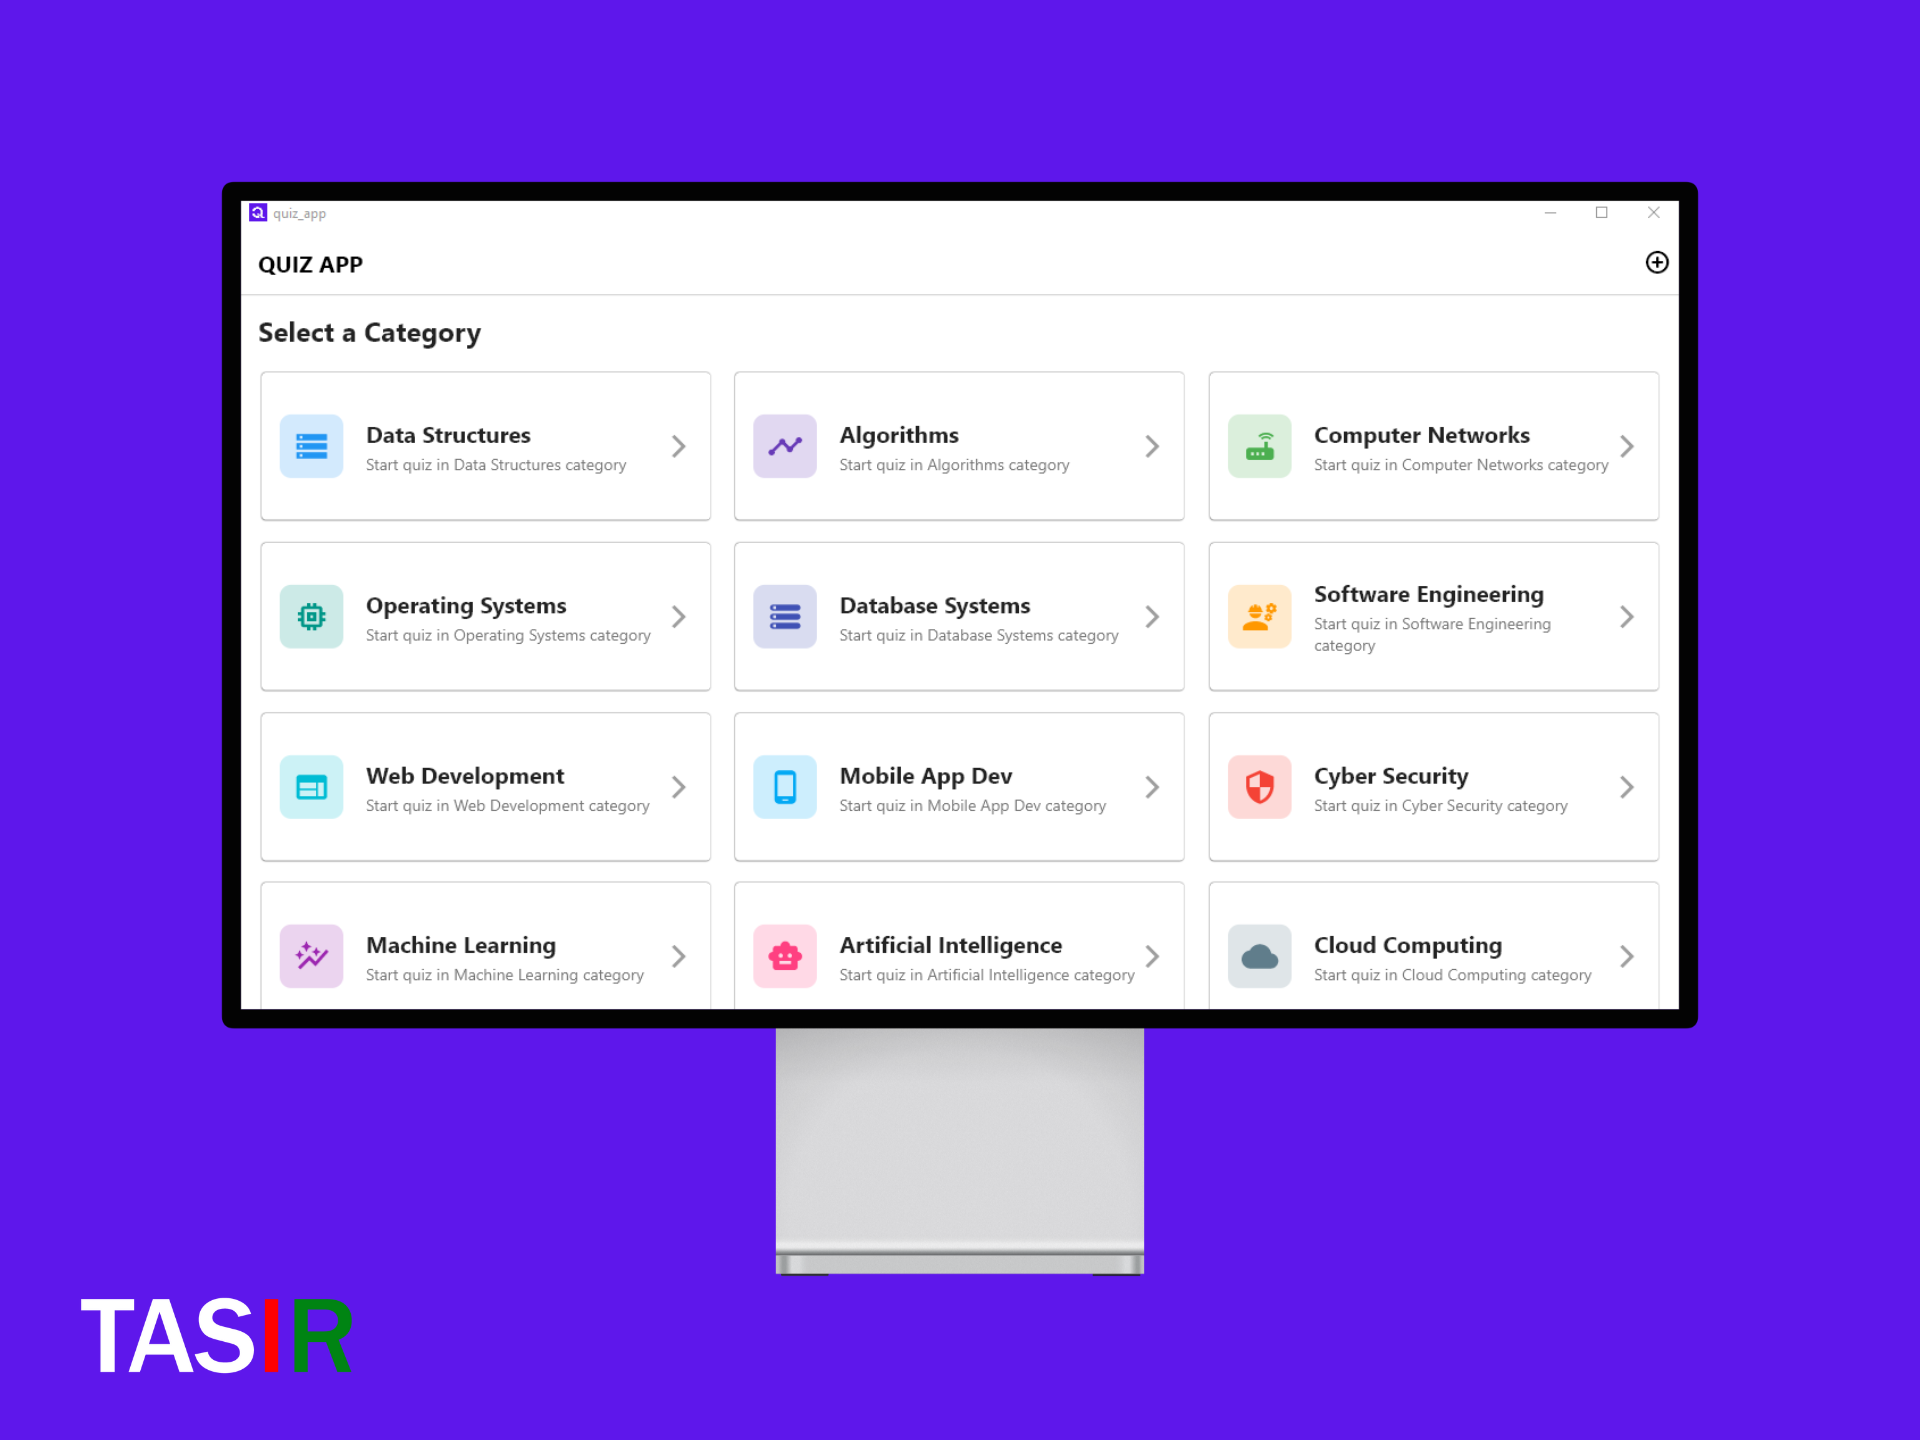 quiz_app
QUIZ APP
Select a Category
Data Structures
Start quiz in Data Structures category
Algorithms
Start quiz in Algorithms category
Computer Networks
Start quiz in Computer Networks category
Operating Systems
Start quiz in Operating Systems category
Database Systems
Start quiz in Database Systems category
Software Engineering
Start quiz in Software Engineering
category
Web Development
Start quiz in Web Development category
Mobile App Dev
Start quiz in Mobile App Dev category
Cyber Security
Start quiz in Cyber Security category
Machine Learning
Start quiz in Machine Learning category
Artificial Intelligence
Start quiz in Artificial Intelligence category
Cloud Computing
Start quiz in Cloud Computing category
TASIR